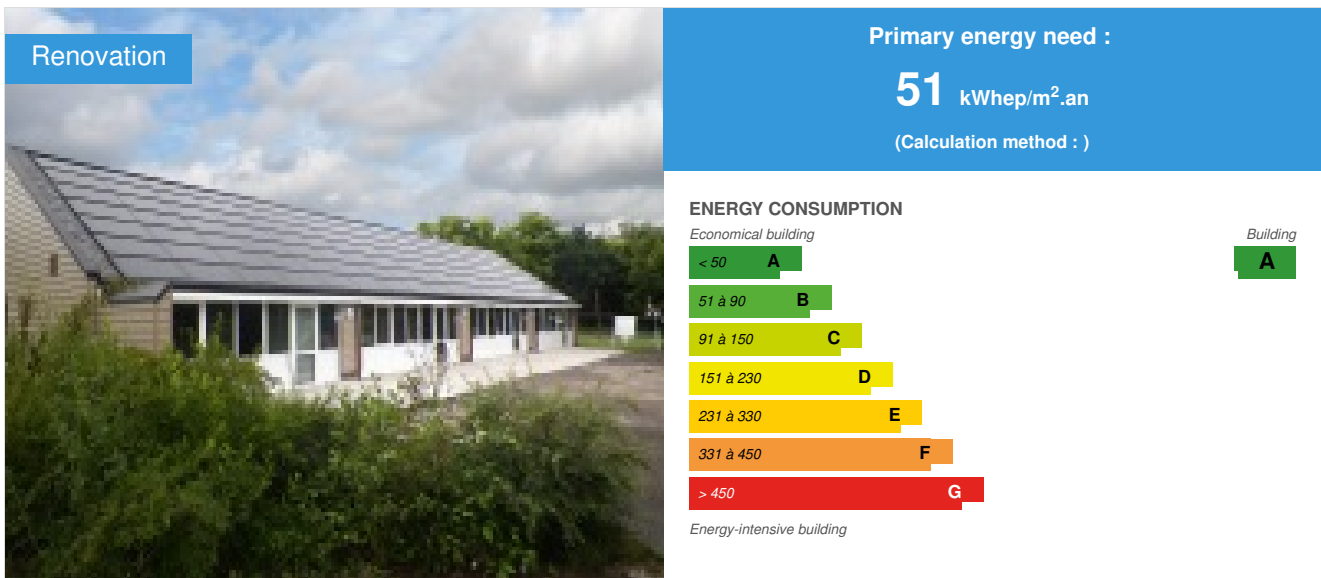 Renovation
Primary energy need :
51 kWhep/m².an
(Calculation method : )
ENERGY CONSUMPTION
Economical building
Building
< 50 A
A
51 à 90 B
91 à 150 C
151 à 230 D
231 à 330 E
331 à 450 F
> 450 G
Energy-intensive building